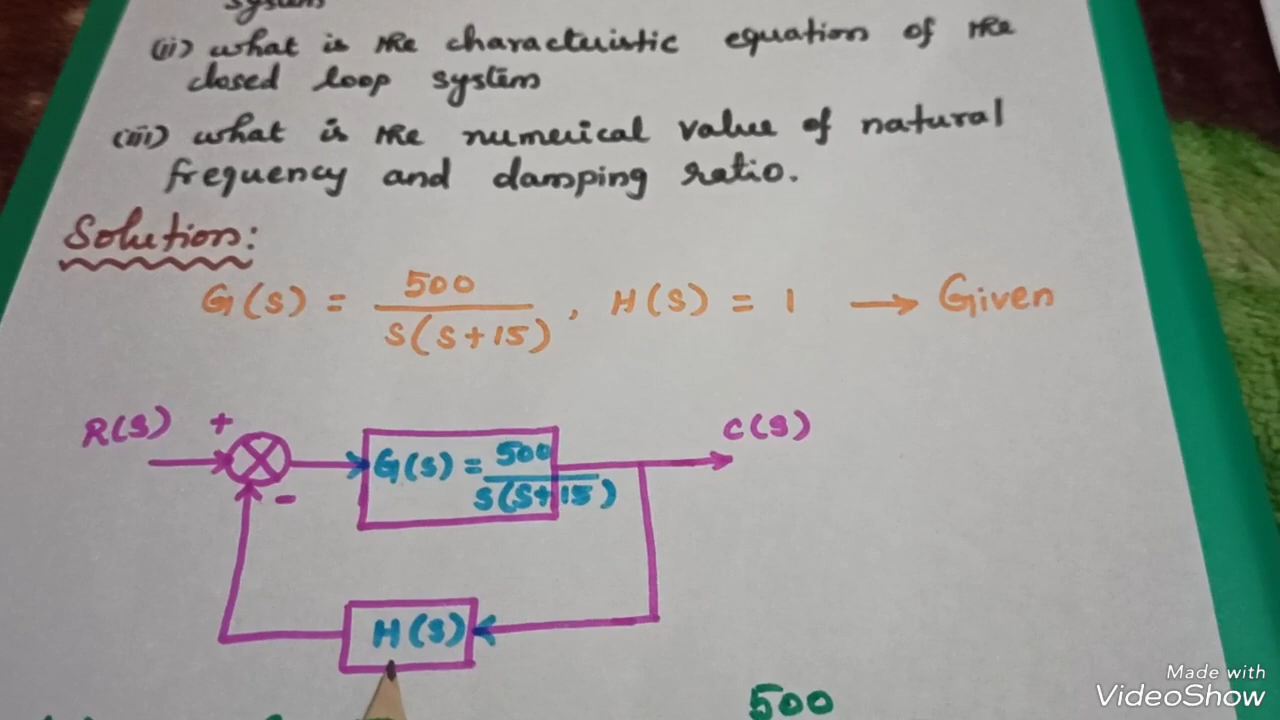 system
(ii) what is the characteristic equation of the
closed loop system
(iii) what is the numerical value of natural
frequency and damping ratio.
Solution:
G(s) = 500 / s(s+15) , H(s) = 1 → Given
R(s) + C(s)
G(s) = 500 / s(s+15)
-
H(s)
500
Made with
VideoShow